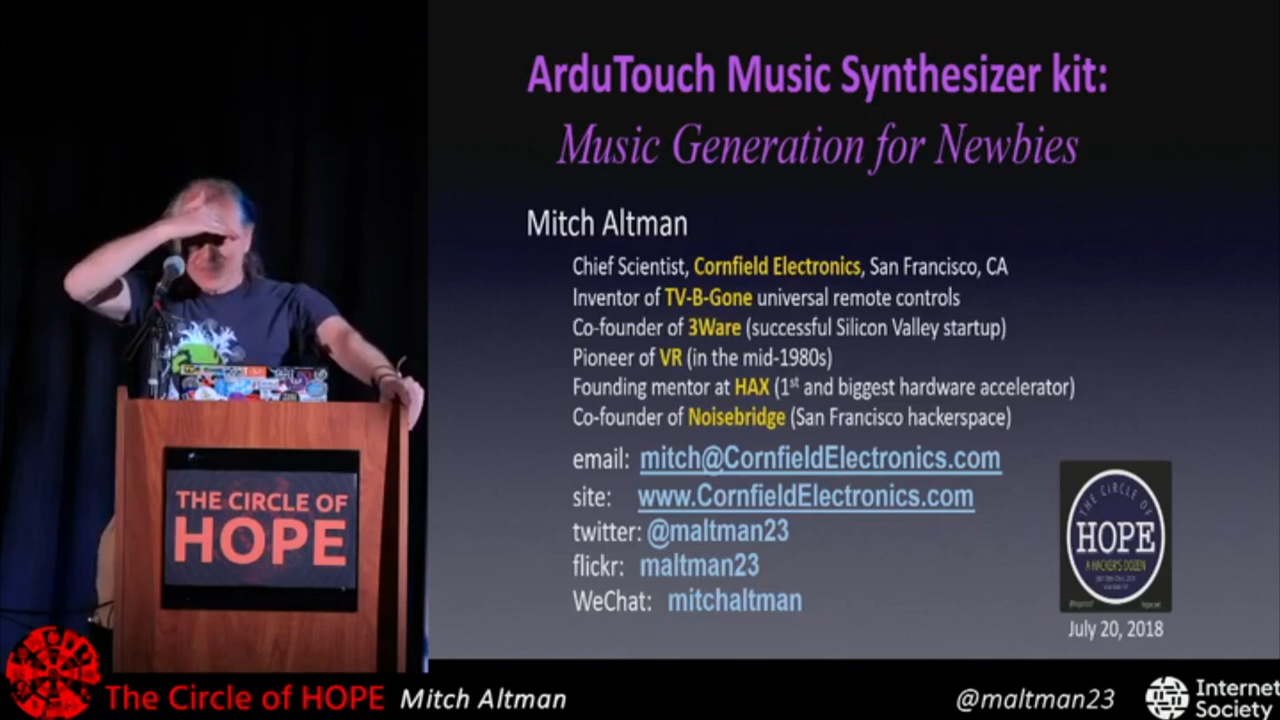 ArduTouch Music Synthesizer kit:
Music Generation for Newbies
Mitch Altman
Chief Scientist, Cornfield Electronics, San Francisco, CA
Inventor of TV-B-Gone universal remote controls
Co-founder of 3Ware (successful Silicon Valley startup)
Pioneer of VR (in the mid-1980s)
Founding mentor at HAX (1st and biggest hardware accelerator)
Co-founder of Noisebridge (San Francisco hackerspace)
email: mitch@CornfieldElectronics.com
site: www.CornfieldElectronics.com
twitter: @maltman23
flickr: maltman23
WeChat: mitchaltman
THE CIRCLE OF
HOPE
A HACKER'S DOZEN
July 20, 2018
THE CIRCLE OF
HOPE
The Circle of HOPE Mitch Altman
@maltman23
Internet
Society